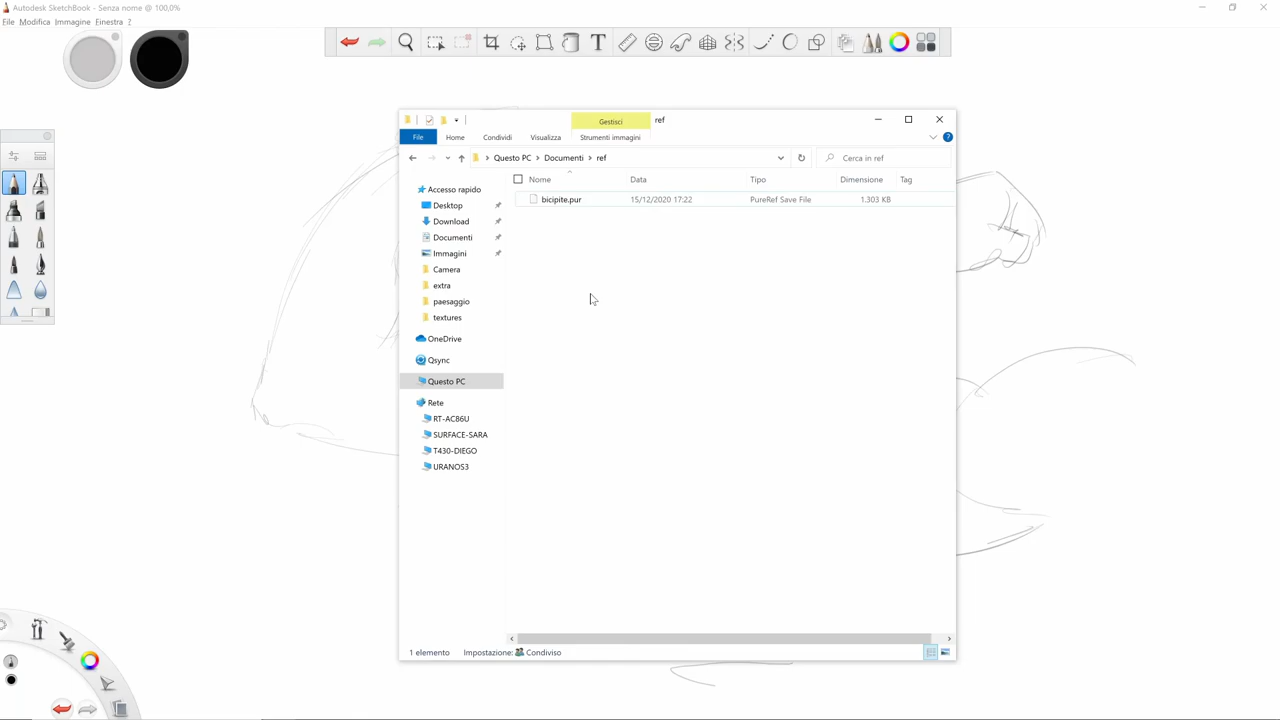 Autodesk SketchBook - Senza nome @ 100,0%
File Modifica Immagine Finestra ?
Gestisci ref
File Home Condividi Visualizza Strumenti immagini
Questo PC Documenti ref Cerca in ref
Nome Data Tipo Dimensione Tag
bicipite.pur 15/12/2020 17:22 PureRef Save File 1.303 KB
Accesso rapido
Desktop
Download
Documenti
Immagini
Camera
extra
paesaggio
textures
OneDrive
Qsync
Questo PC
Rete
RT-AC86U
SURFACE-SARA
T430-DIEGO
URANOS3
1 elemento Impostazione: Condiviso